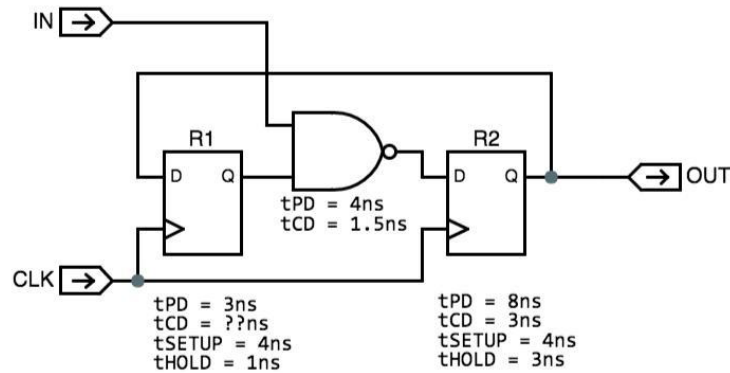 IN
R1
R2
D Q
D Q
OUT
tPD = 4ns
tCD = 1.5ns
CLK
tPD = 3ns
tCD = ??ns
tSETUP = 4ns
tHOLD = 1ns
tPD = 8ns
tCD = 3ns
tSETUP = 4ns
tHOLD = 3ns